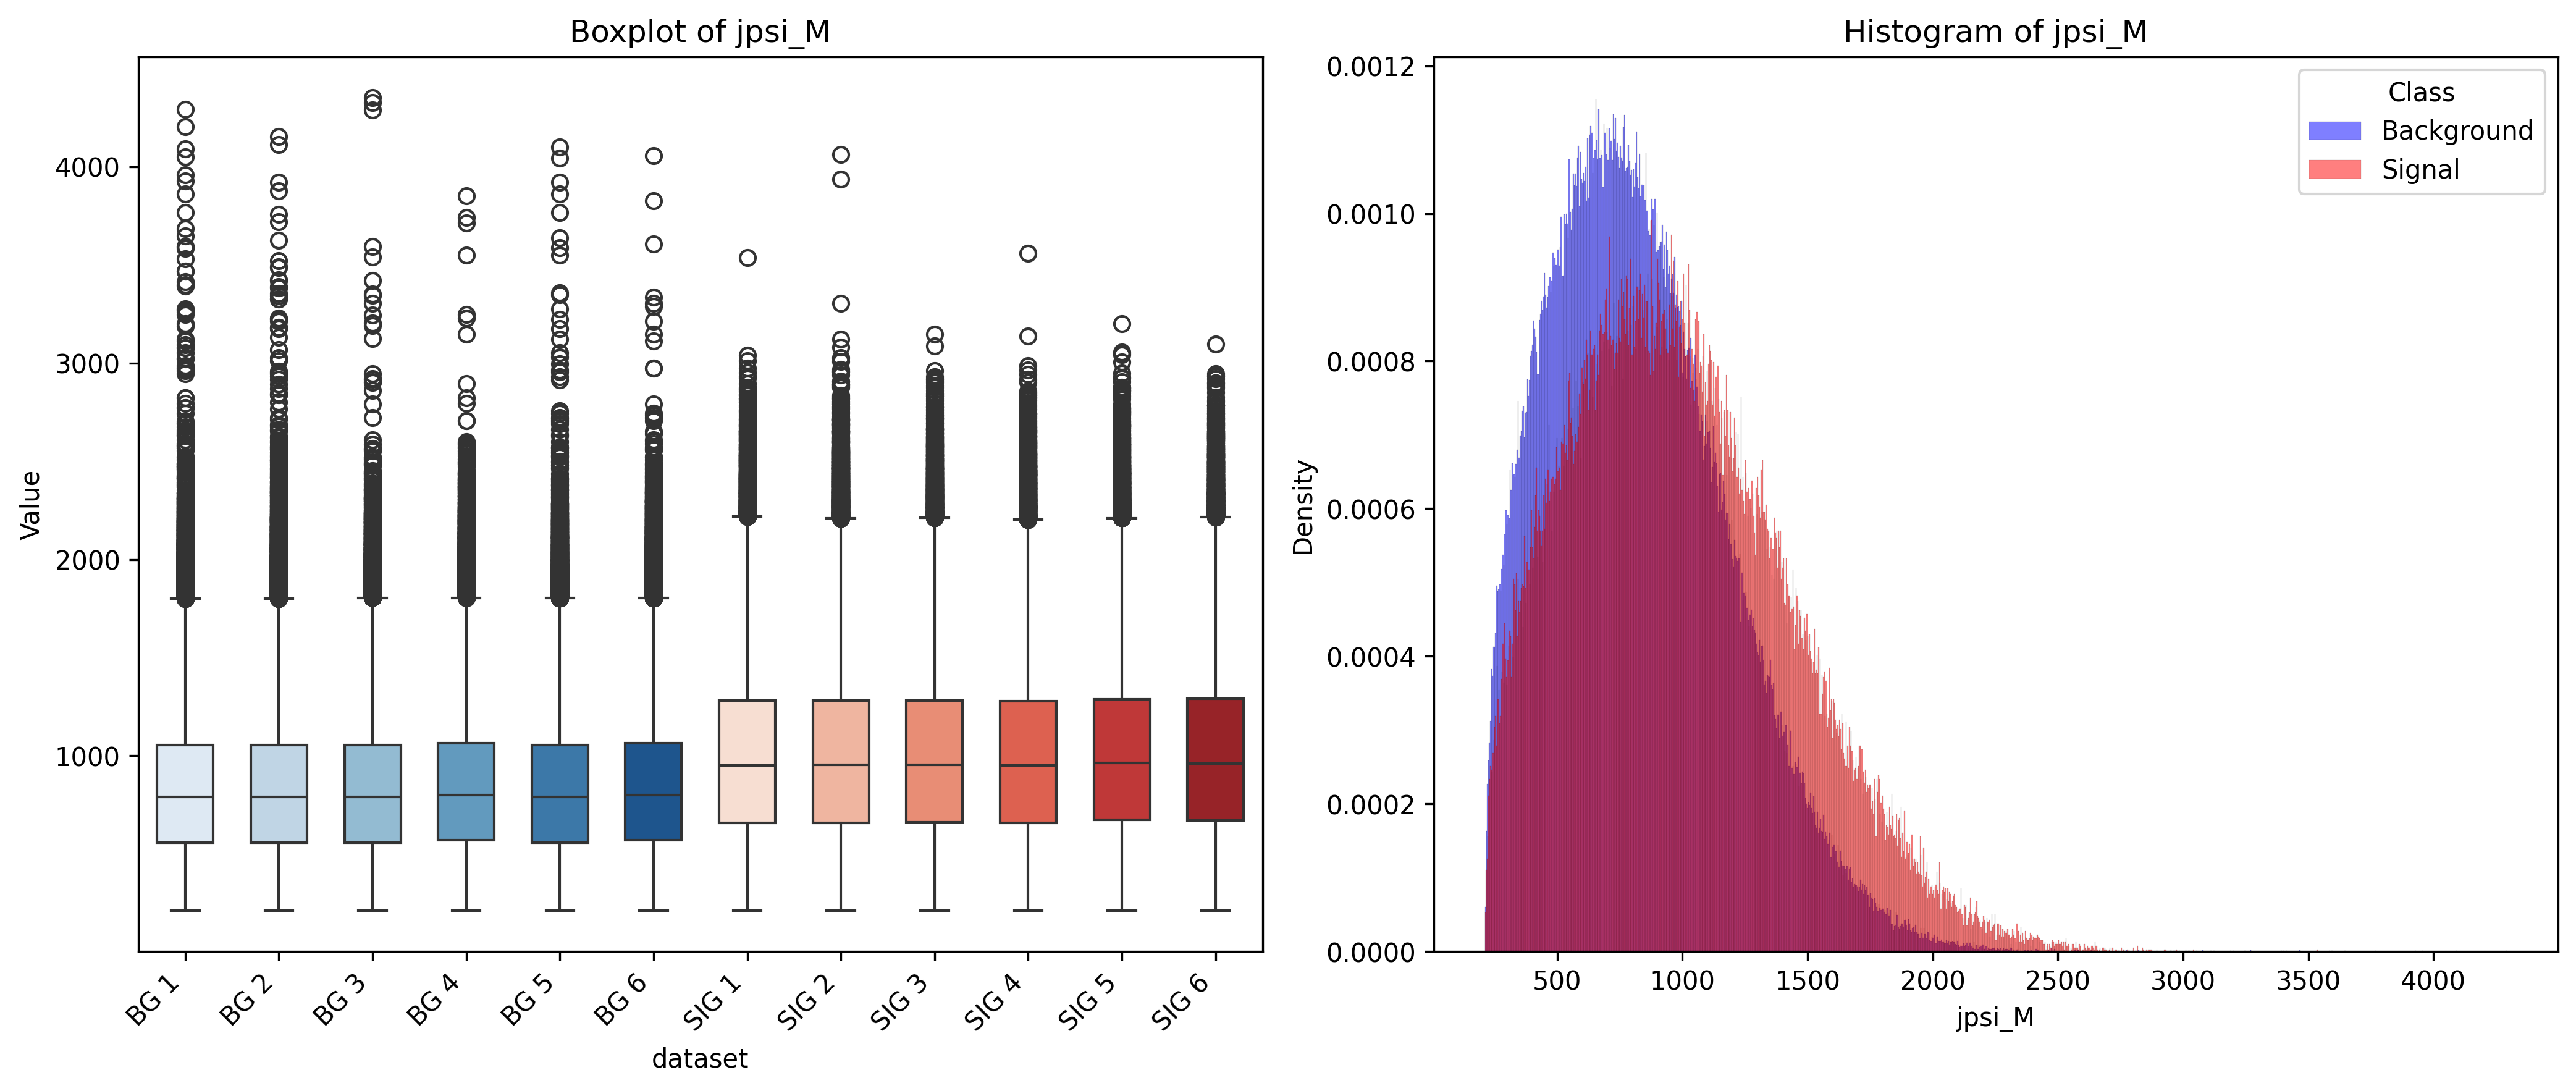 Boxplot of jpsi_M
Value
4000
3000
2000
1000
BG 1
BG 2
BG 3
BG 4
BG 5
BG 6
SIG 1
SIG 2
SIG 3
SIG 4
SIG 5
SIG 6
dataset
Histogram of jpsi_M
Density
0.0012
0.0010
0.0008
0.0006
0.0004
0.0002
0.0000
500
1000
1500
2000
2500
3000
3500
4000
jpsi_M
Class
Background
Signal